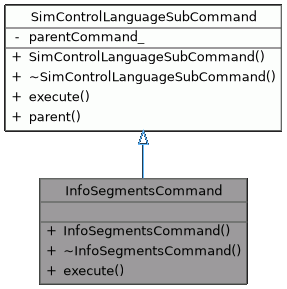 SimControlLanguageSubCommand
- parentCommand_
+ SimControlLanguageSubCommand()
+ ~SimControlLanguageSubCommand()
+ execute()
+ parent()
InfoSegmentsCommand
+ InfoSegmentsCommand()
+ ~InfoSegmentsCommand()
+ execute()